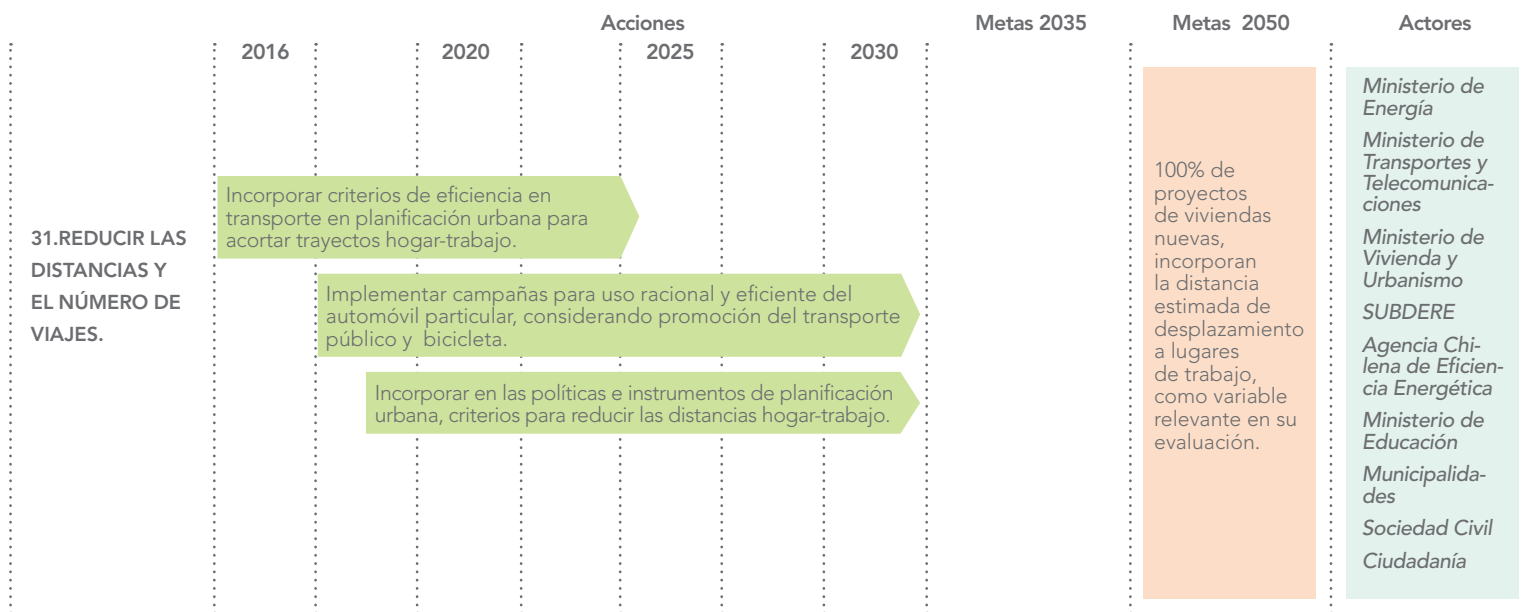 Acciones
Metas 2035
Metas 2050
Actores
2016
2020
2025
2030
31.REDUCIR LAS
DISTANCIAS Y
EL NÚMERO DE
VIAJES.
Incorporar criterios de eficiencia en
transporte en planificación urbana para
acortar trayectos hogar-trabajo.
Implementar campañas para uso racional y eficiente del
automóvil particular, considerando promoción del transporte
público y bicicleta.
Incorporar en las políticas e instrumentos de planificación
urbana, criterios para reducir las distancias hogar-trabajo.
100% de
proyectos
de viviendas
nuevas,
incorporan
la distancia
estimada de
desplazamiento
a lugares
de trabajo,
como variable
relevante en su
evaluación.
Ministerio de
Energía
Ministerio de
Transportes y
Telecomunica-
ciones
Ministerio de
Vivienda y
Urbanismo
SUBDERE
Agencia Chi-
lena de Eficien-
cia Energética
Ministerio de
Educación
Municipalida-
des
Sociedad Civil
Ciudadanía